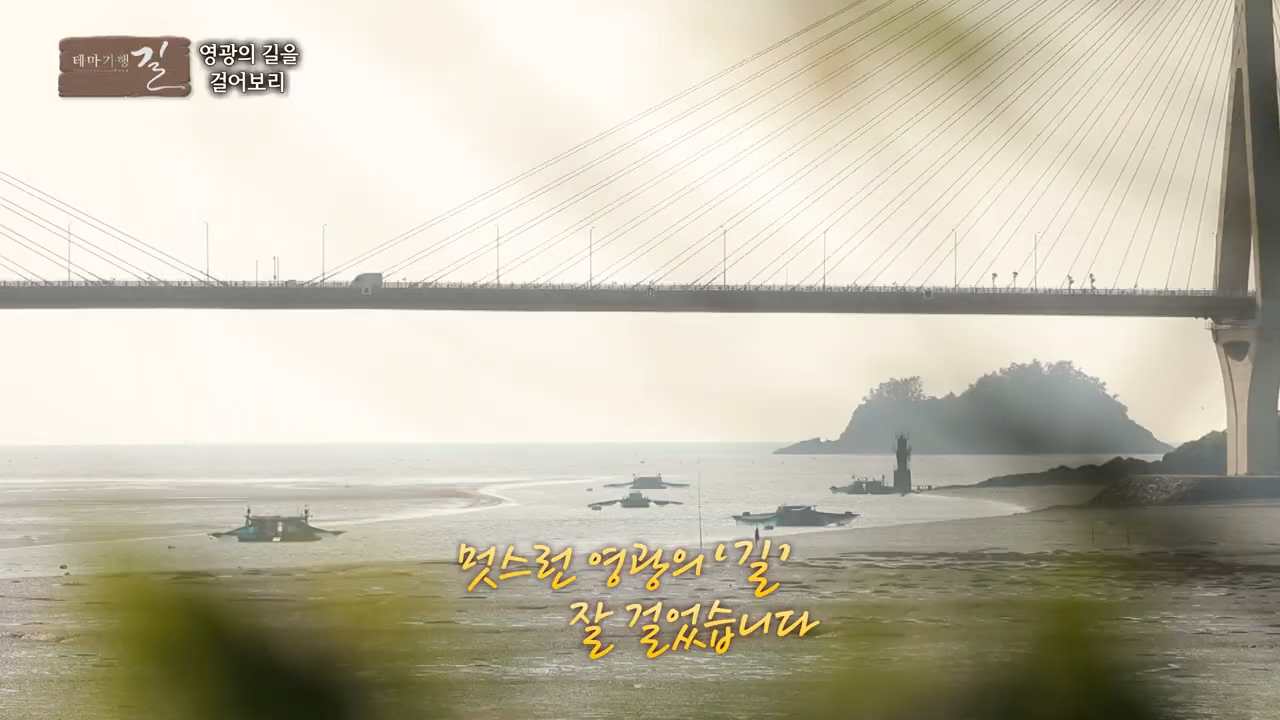 테마기행 길
영광의 길을
걸어보리
멋스런 영광의 '길'
잘 걸었습니다